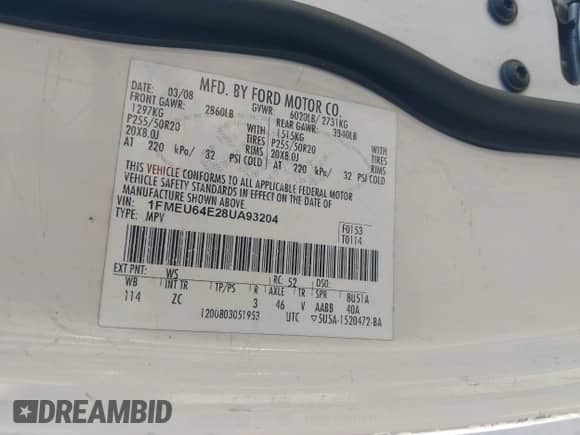 MFD. BY FORD MOTOR CO.
DATE: 03/08 GVWR: 6020LB/ 2731KG
FRONT GAWR: 2860LB REAR GAWR: 3940LB
1297KG 1515KG
P255/50R20 TIRES P255/50R20 TIRES
20X8.0J RIMS 20X8.0J RIMS
AT 220 kPa/ 32 PSI COLD AT 220 kPa/ 32 PSI COLD
THIS VEHICLE CONFORMS TO ALL APPLICABLE FEDERAL MOTOR
VEHICLE SAFETY STANDARDS IN EFFECT ON THE DATE OF
MANUFACTURE SHOWN ABOVE.
VIN: 1FMEU64E28UA93204
TYPE: MPV
F0153
T0114
EXT PNT: WS RC: 52 DSO:
WB INT TR TP/PS R AXLE TR SPR BUS1A
114 ZC 3 46 V AABB 40A
1200803051953 UTC ▽5U5A-1520472-BA
DREAMBID